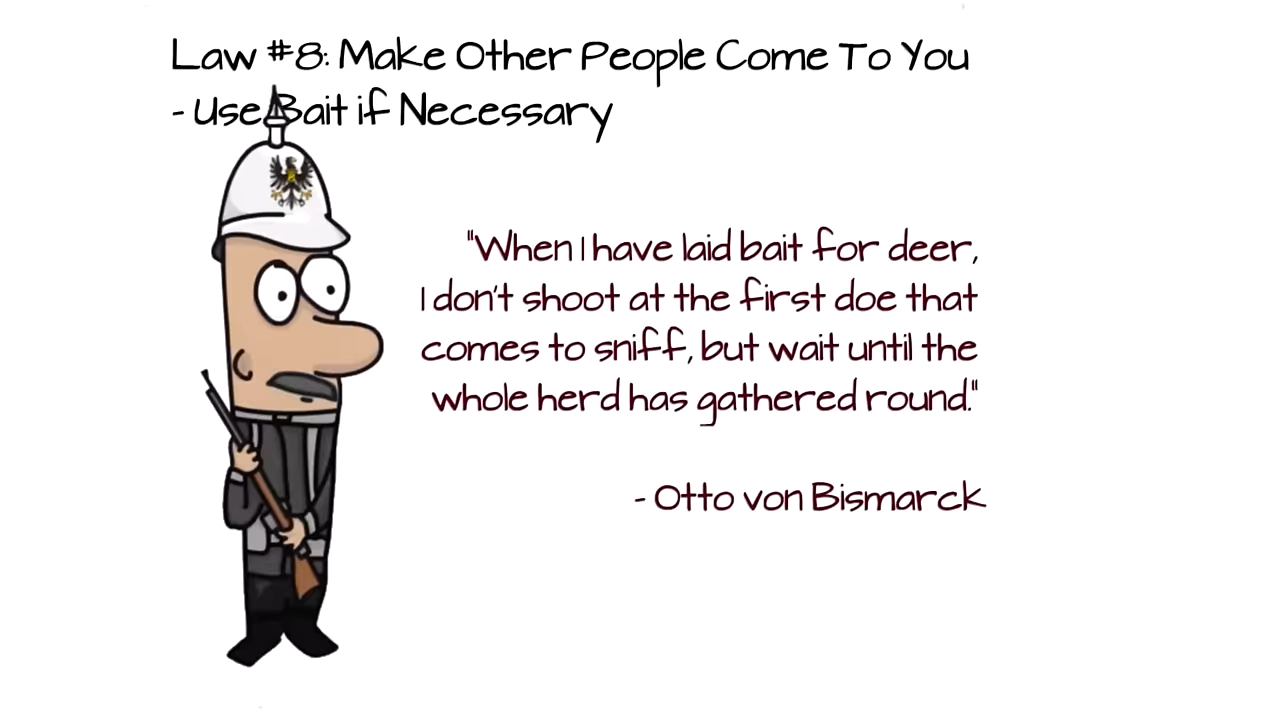 Law #8: Make Other People Come To You
- Use Bait if Necessary
"When I have laid bait for deer,
I don't shoot at the first doe that
comes to sniff, but wait until the
whole herd has gathered round."
- Otto von Bismarck